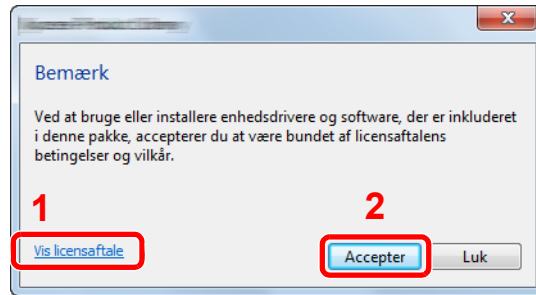 Bemærk
Ved at bruge eller installere enhedsdrivere og software, der er inkluderet
i denne pakke, accepterer du at være bundet af licensaftalens
betingelser og vilkår.
1
2
Vis licensaftale
Accepter
Luk